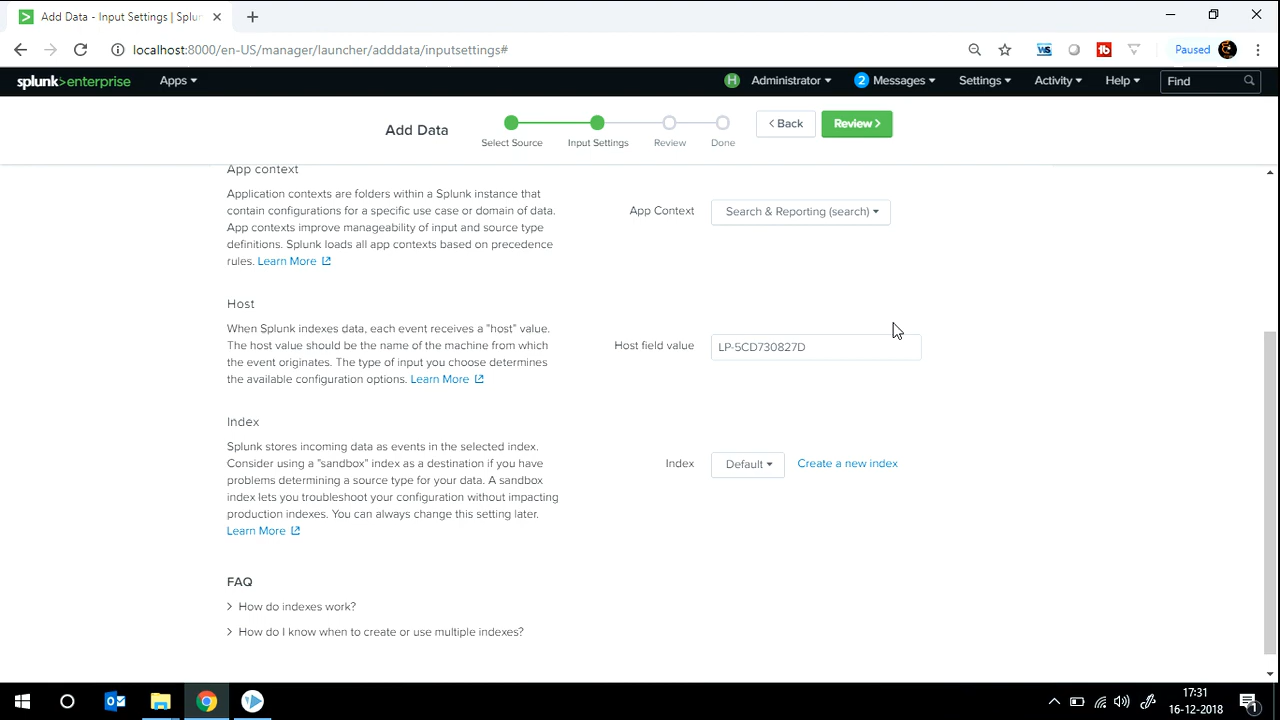 Add Data - Input Settings | Splun
localhost:8000/en-US/manager/launcher/adddata/inputsettings#
Paused
splunk>enterprise
Apps
H
Administrator
2
Messages
Settings
Activity
Help
Find
Add Data
Select Source
Input Settings
Review
Done
Back
Review
App context
Application contexts are folders within a Splunk instance that
contain configurations for a specific use case or domain of data.
App contexts improve manageability of input and source type
definitions. Splunk loads all app contexts based on precedence
rules. Learn More
App Context
Search & Reporting (search)
Host
When Splunk indexes data, each event receives a "host" value.
The host value should be the name of the machine from which
the event originates. The type of input you choose determines
the available configuration options. Learn More
Host field value
LP-5CD730827D
Index
Splunk stores incoming data as events in the selected index.
Consider using a "sandbox" index as a destination if you have
problems determining a source type for your data. A sandbox
index lets you troubleshoot your configuration without impacting
production indexes. You can always change this setting later.
Learn More
Index
Default
Create a new index
FAQ
How do indexes work?
How do I know when to create or use multiple indexes?
17:31
16-12-2018
1